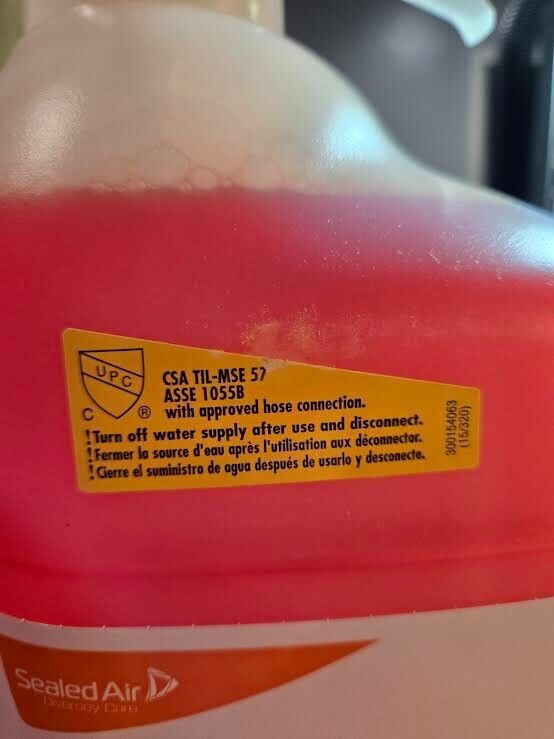 UPC
C ®
CSA TIL-MSE 57
ASSE 1055B
with approved hose connection.
! Turn off water supply after use and disconnect.
! Fermer la source d'eau après l'utilisation aux déconnector.
! Cierre el suministro de agua después de usarlo y desconecte.
300154063
(15/320)
Sealed Air
Diversey Care